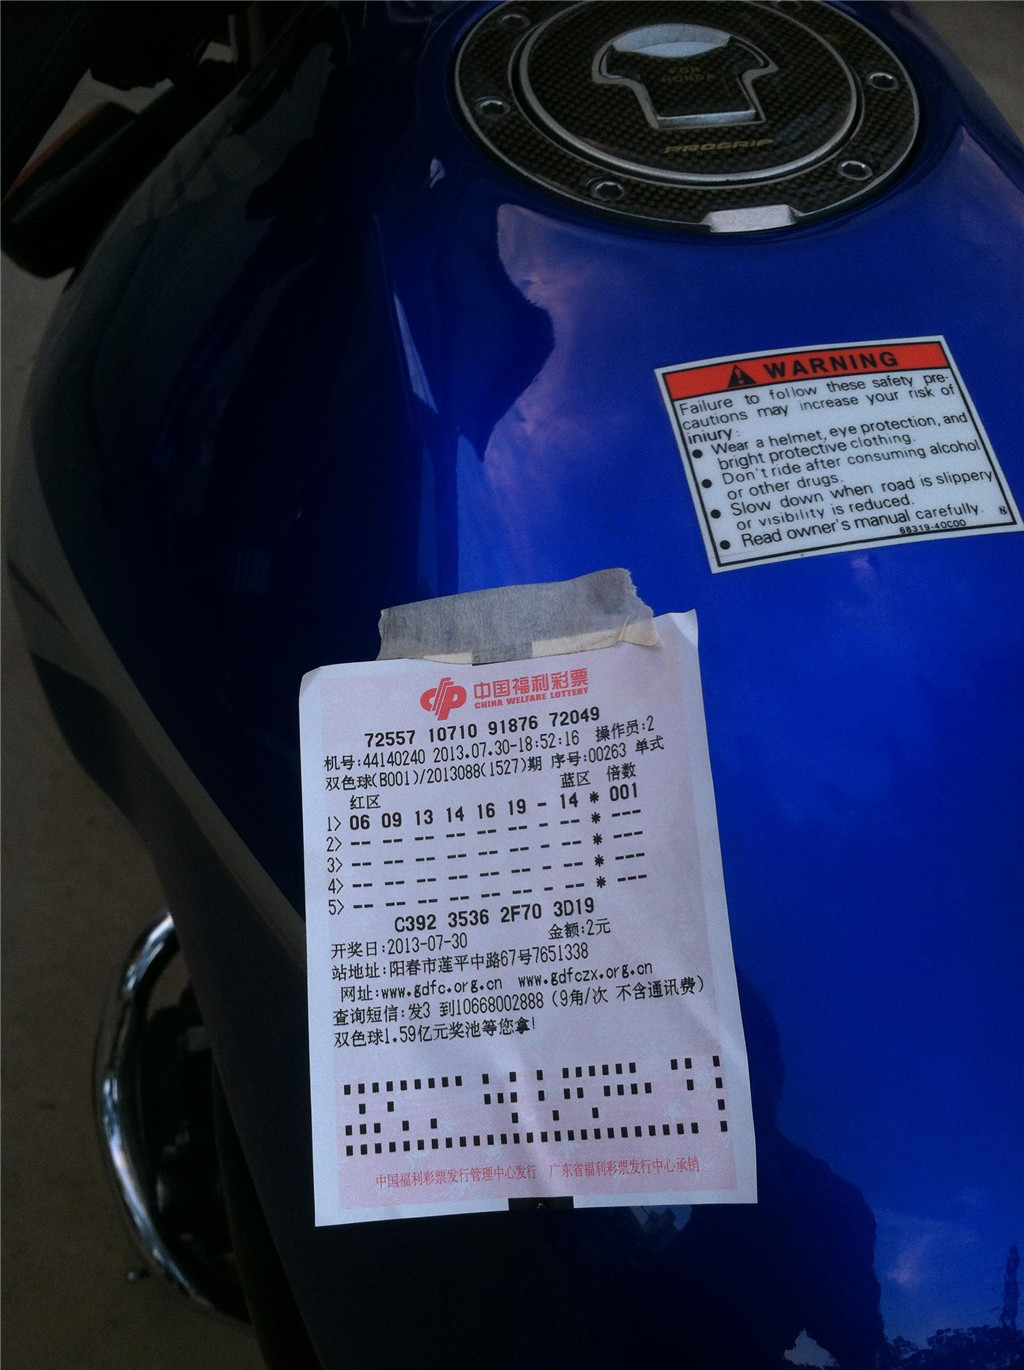 FOR
HONDA
PROGRIP
WARNING
Failure to follow these safety pre-
cautions may increase your risk of
injury:
● Wear a helmet, eye protection, and
bright protective clothing.
● Don't ride after consuming alcohol
or other drugs.
● Slow down when road is slippery
or visibility is reduced.
● Read owner's manual carefully.
68319-40C00
中国福利彩票
CHINA WELFARE LOTTERY
72557 10710 91876 72049
机号:44140240 2013.07.30-18:52:16 操作员:2
双色球(B001)/2013088(1527)期 序号:00263 单式
红区 蓝区 倍数
1> 06 09 13 14 16 19 - 14 * 001
2> -- -- -- -- -- -- - -- * ---
3> -- -- -- -- -- -- - -- * ---
4> -- -- -- -- -- -- - -- * ---
5> -- -- -- -- -- -- - -- * ---
C392 3536 2F70 3D19
开奖日:2013-07-30 金额:2元
站地址:阳春市莲平中路67号7651338
网址:www.gdfc.org.cn www.gdfczx.org.cn
查询短信:发3 到10668002888 (9角/次 不含通讯费)
双色球1.59亿元奖池等您拿!
中国福利彩票发行管理中心发行 广东省福利彩票发行中心承销